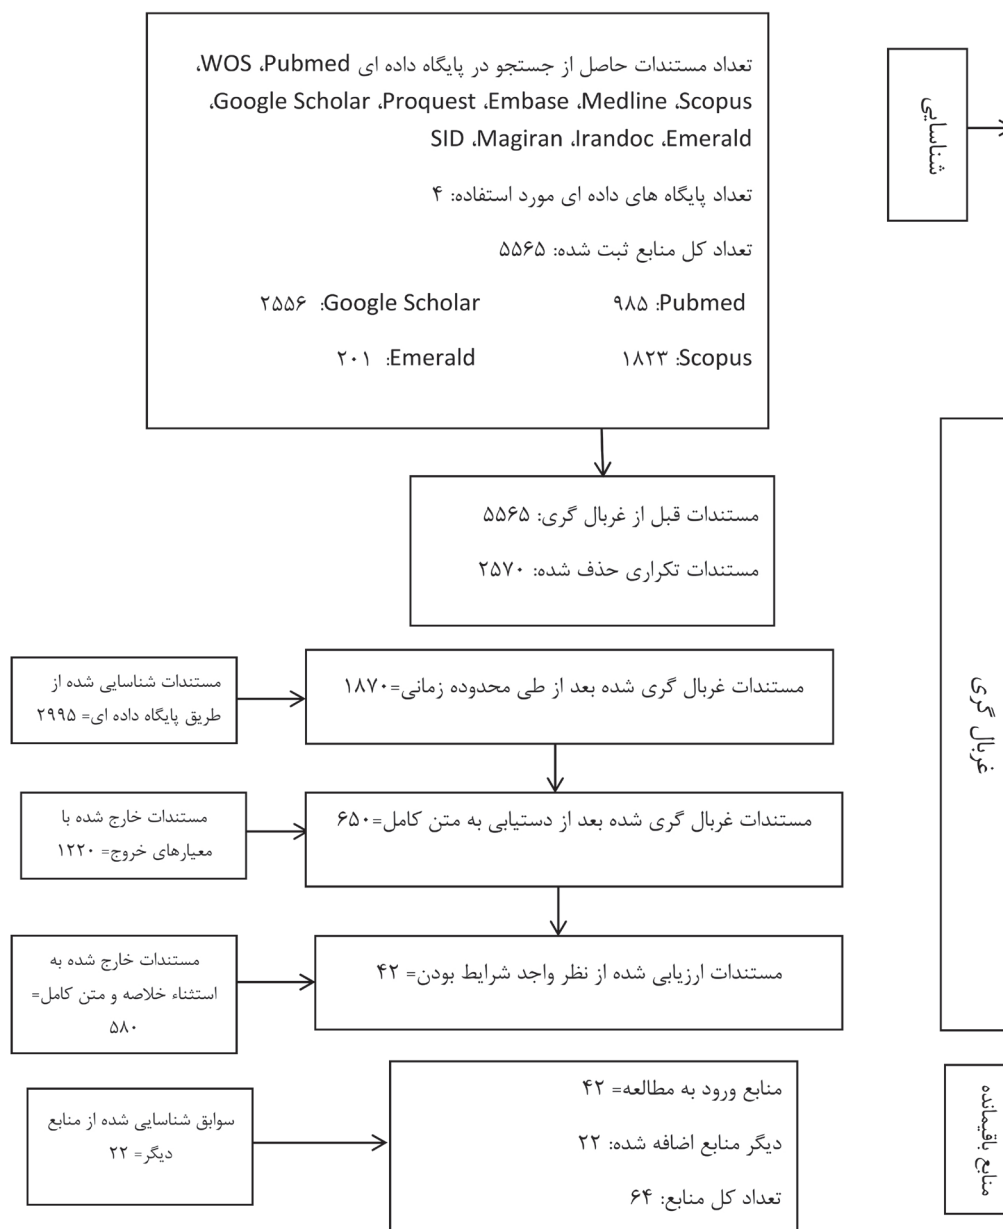 تعداد مستندات حاصل از جستجو در پایگاه داده ای WOS ،Pubmed،
Google Scholar ،Proquest ،Embase ،Medline ،Scopus،
SID ،Magiran ،Irandoc ،Emerald
تعداد پایگاه های داده ای مورد استفاده: ۴
تعداد کل منابع ثبت شده: ۵۵۶۵
Pubmed: ۹۸۵ Google Scholar: ۲۵۵۶
Scopus: ۱۸۲۳ Emerald: ۲۰۱
شناسایی
مستندات قبل از غربال گری: ۵۵۶۵
مستندات تکراری حذف شده: ۲۵۷۰
غربال گری
مستندات غربال گری شده بعد از طی محدوده زمانی=۱۸۷۰
مستندات شناسایی شده از
طریق پایگاه داده ای= ۲۹۹۵
مستندات غربال گری شده بعد از دستیابی به متن کامل=۶۵۰
مستندات خارج شده با
معیارهای خروج= ۱۲۲۰
مستندات ارزیابی شده از نظر واجد شرایط بودن= ۴۲
مستندات خارج شده به
استثناء خلاصه و متن کامل=
۵۸۰
منابع ورود به مطالعه= ۴۲
دیگر منابع اضافه شده: ۲۲
تعداد کل منابع: ۶۴
سوابق شناسایی شده از منابع
دیگر= ۲۲
منابع باقیمانده